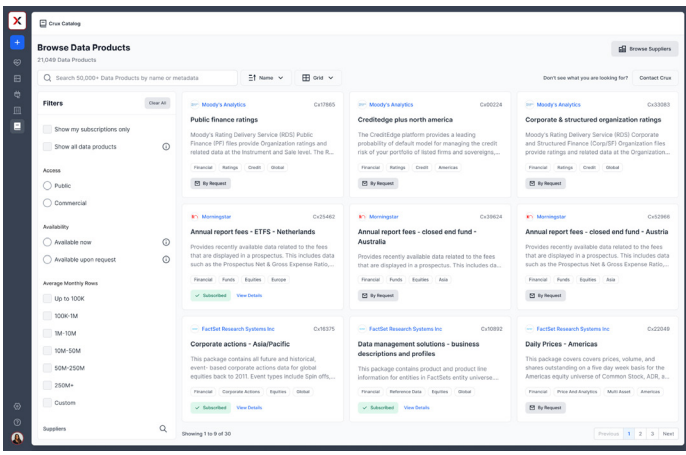 Crux Catalog
Browse Data Products
21,049 Data Products
Browse Suppliers
Search 50,000+ Data Products by name or metadata
Name
Grid
Don't see what you are looking for?
Contact Crux
Filters
Clear All
Show my subscriptions only
Show all data products
Access
Public
Commercial
Availability
Available now
Available upon request
Average Monthly Rows
Up to 100K
100K-1M
1M-10M
10M-50M
50M-250M
250M+
Custom
Suppliers
Moody's Analytics
Cx17865
Public finance ratings
Moody's Rating Delivery Service (RDS) Public
Finance (PF) files provide Organization ratings and
related data at the Instrument and Sale level. The R...
Financial Ratings Credit Global
By Request
Moody's Analytics
Cx00224
Creditedge plus north america
The CreditEdge platform provides a leading
probability of default model for managing the credit
risk of your portfolio of listed firms and sovereigns,...
Financial Ratings Credit Americas
By Request
Moody's Analytics
Cx33083
Corporate & structured organization ratings
Moody's Rating Delivery Service (RDS) Corporate
and Structured Finance (Corp/SF) Organization files
provide ratings and related data at the Organization...
Financial Ratings Credit Global
By Request
Morningstar
Cx25462
Annual report fees - ETFS - Netherlands
Provides recently available data related to the fees
that are displayed in a prospectus. This includes data
such as the Prospectus Net & Gross Expense Ratio,...
Financial Funds Equities Europe
Subscribed View Details
Morningstar
Cx39624
Annual report fees - closed end fund -
Australia
Provides recently available data related to the fees
that are displayed in a prospectus. This includes da...
Financial Funds Equities Asia
By Request
Morningstar
Cx52966
Annual report fees - closed end fund - Austria
Provides recently available data related to the fees
that are displayed in a prospectus. This includes data
such as the Prospectus Net & Gross Expense Ratio,...
Financial Funds Equities Asia
By Request
FactSet Research Systems Inc
Cx18375
Corporate actions - Asia/Pacific
This package contains all future and historical,
event- based corporate actions data for global
equities back to 2011. Event types include Spin offs,...
Financial Corporate Actions Equities Global
Subscribed View Details
FactSet Research Systems Inc
Cx10892
Data management solutions - business
descriptions and profiles
This package contains product and product line
information for entities in FactSets entity universe....
Financial Reference Data Equities Global
Subscribed View Details
FactSet Research Systems Inc
Cx22049
Daily Prices - Americas
This package covers covers prices, volume, and
shares outstanding on a five day week basis for the
Americas equity universe of Common Stock, ADR, a...
Financial Price And Analytics Multi Asset Americas
By Request
Showing 1 to 9 of 30
Previous 1 2 3 Next